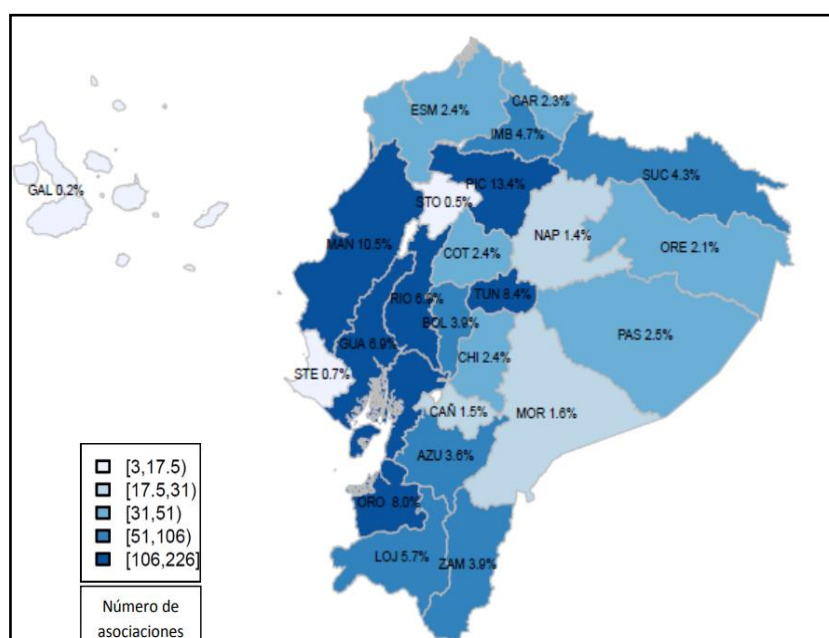 ESM 2.4%
CAR 2.3%
IMB 4.7%
SUC 4.3%
GAL 0.2%
PIC 13.4%
STO 0.5%
NAP 1.4%
MAN 10.5%
COT 2.4%
ORE 2.1%
RIO 6.9%
TUN 8.4%
BOL 3.9%
PAS 2.5%
GUA 6.9%
CHI 2.4%
STE 0.7%
CAÑ 1.5%
MOR 1.6%
AZU 3.6%
ORO 8.0%
LOJ 5.7%
ZAM 3.9%
[3,17.5)
[17.5,31)
[31,51)
[51,106)
[106,226]
Número de
asociaciones